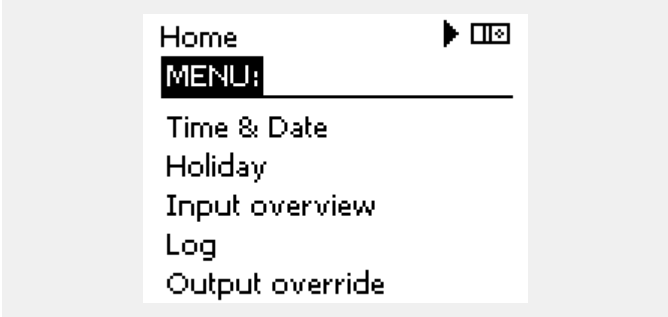 Home
MENU:
Time & Date
Holiday
Input overview
Log
Output override